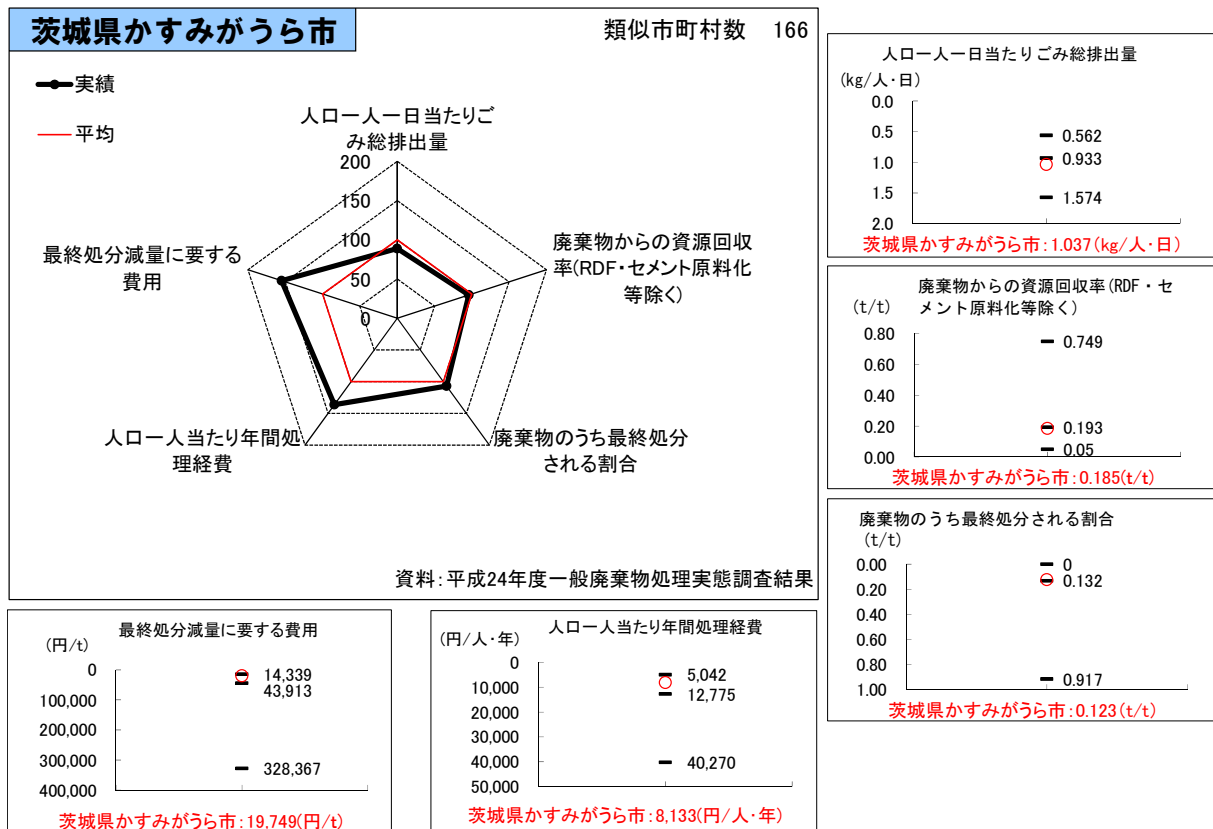 茨城県かすみがうら市
類似市町村数 166
実績
平均
人口一人一日当たりご
み総排出量
200
150
100
50
0
廃棄物からの資源回収
率(RDF・セメント原料化
等除く)
廃棄物のうち最終処分
される割合
人口一人当たり年間処
理経費
最終処分減量に要する
費用
資料:平成24年度一般廃棄物処理実態調査結果
人口一人一日当たりごみ総排出量
(kg/人・日)
0.0
0.5
1.0
1.5
2.0
0.562
0.933
1.574
茨城県かすみがうら市:1.037(kg/人・日)
廃棄物からの資源回収率(RDF・セ
メント原料化等除く)
(t/t)
0.80
0.60
0.40
0.20
0.00
0.749
0.193
0.05
茨城県かすみがうら市:0.185(t/t)
廃棄物のうち最終処分される割合
(t/t)
0.00
0.20
0.40
0.60
0.80
1.00
0
0.132
0.917
茨城県かすみがうら市:0.123(t/t)
最終処分減量に要する費用
(円/t)
0
100,000
200,000
300,000
400,000
14,339
43,913
328,367
茨城県かすみがうら市:19,749(円/t)
人口一人当たり年間処理経費
(円/人・年)
0
10,000
20,000
30,000
40,000
50,000
5,042
12,775
40,270
茨城県かすみがうら市:8,133(円/人・年)